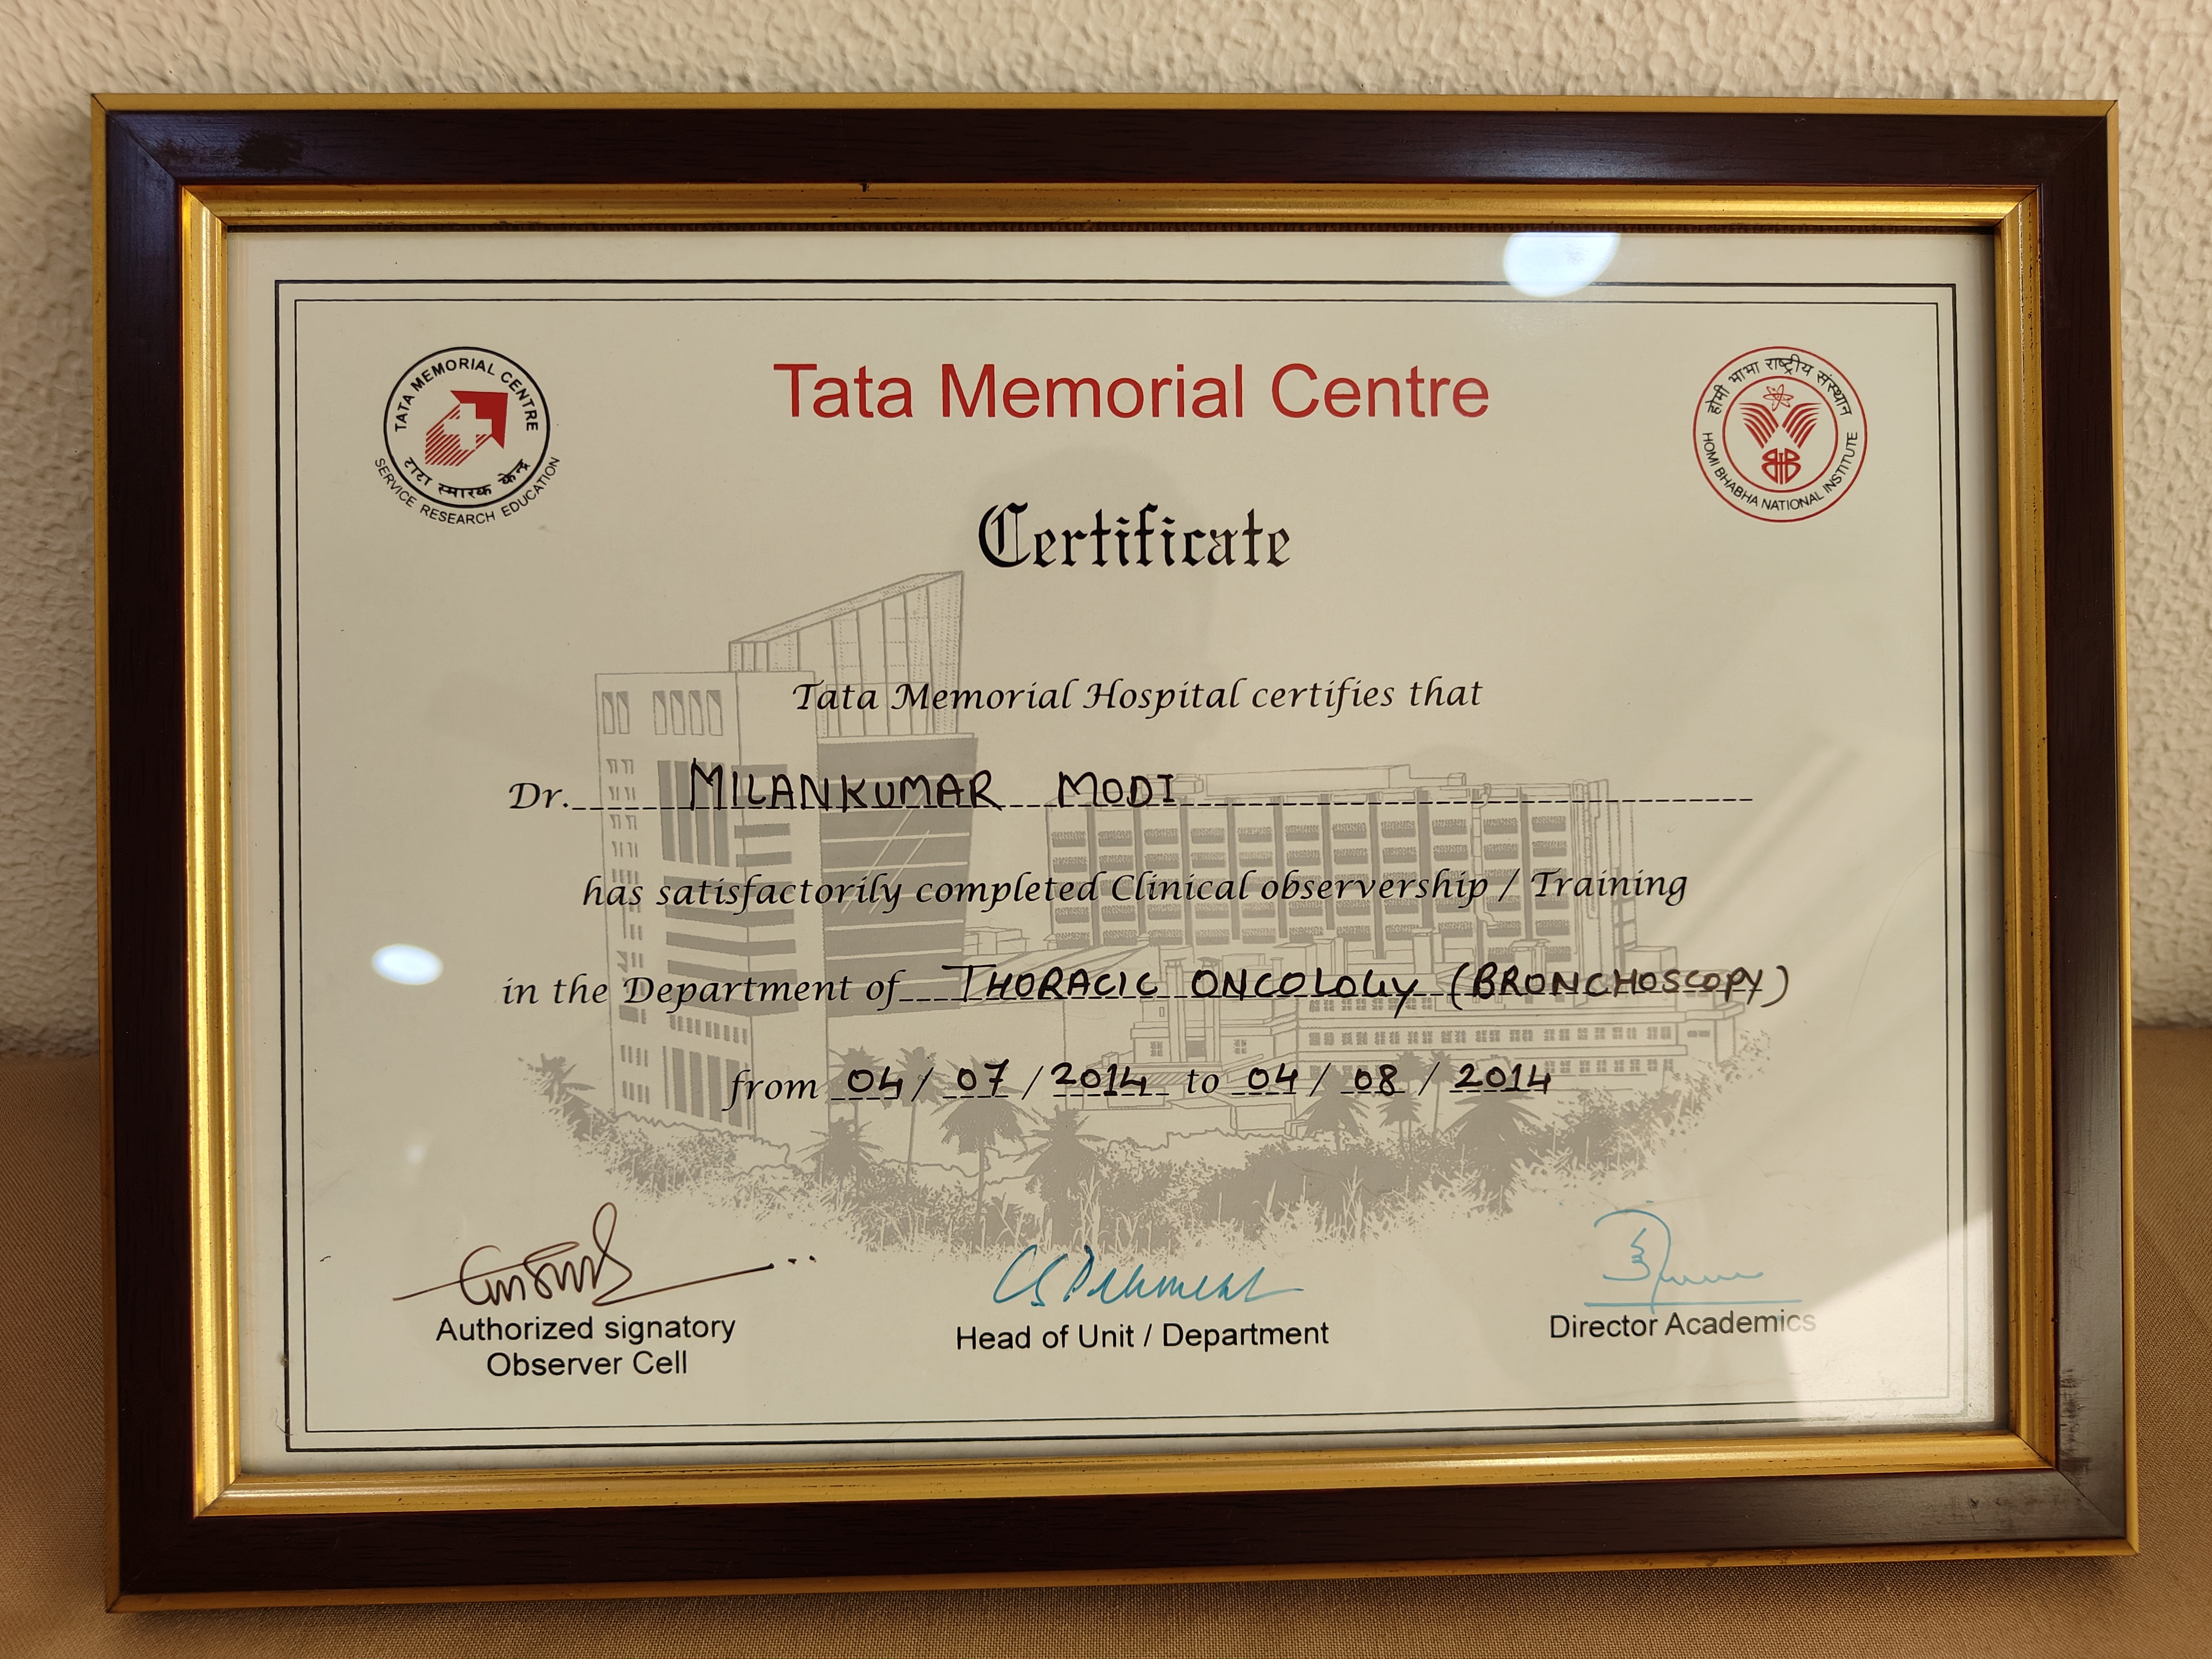 TATA MEMORIAL CENTRE
टाटा स्मारक केन्द्र
SERVICE RESEARCH EDUCATION
Tata Memorial Centre
होमी भाभा राष्ट्रीय संस्थान
HOMI BHABHA NATIONAL INSTITUTE
Certificate
Tata Memorial Hospital certifies that
Dr. MILANKUMAR MODI
has satisfactorily completed Clinical observership / Training
in the Department of THORACIC ONCOLOGY (BRONCHOSCOPY)
from 04/ 07 / 2014 to 04/ 08 / 2014
Authorized signatory
Observer Cell
Head of Unit / Department
Director Academics